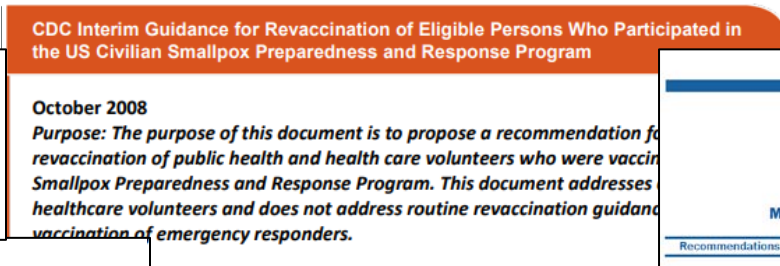 CDC Interim Guidance for Revaccination of Eligible Persons Who Participated in
the US Civilian Smallpox Preparedness and Response Program
October 2008
Purpose: The purpose of this document is to propose a recommendation
revaccination of public health and health care volunteers who were
Smallpox Preparedness and Response Program. This document addresses
healthcare volunteers and does not address routine revaccination
vaccination of emergency responders.
M
Recommendations